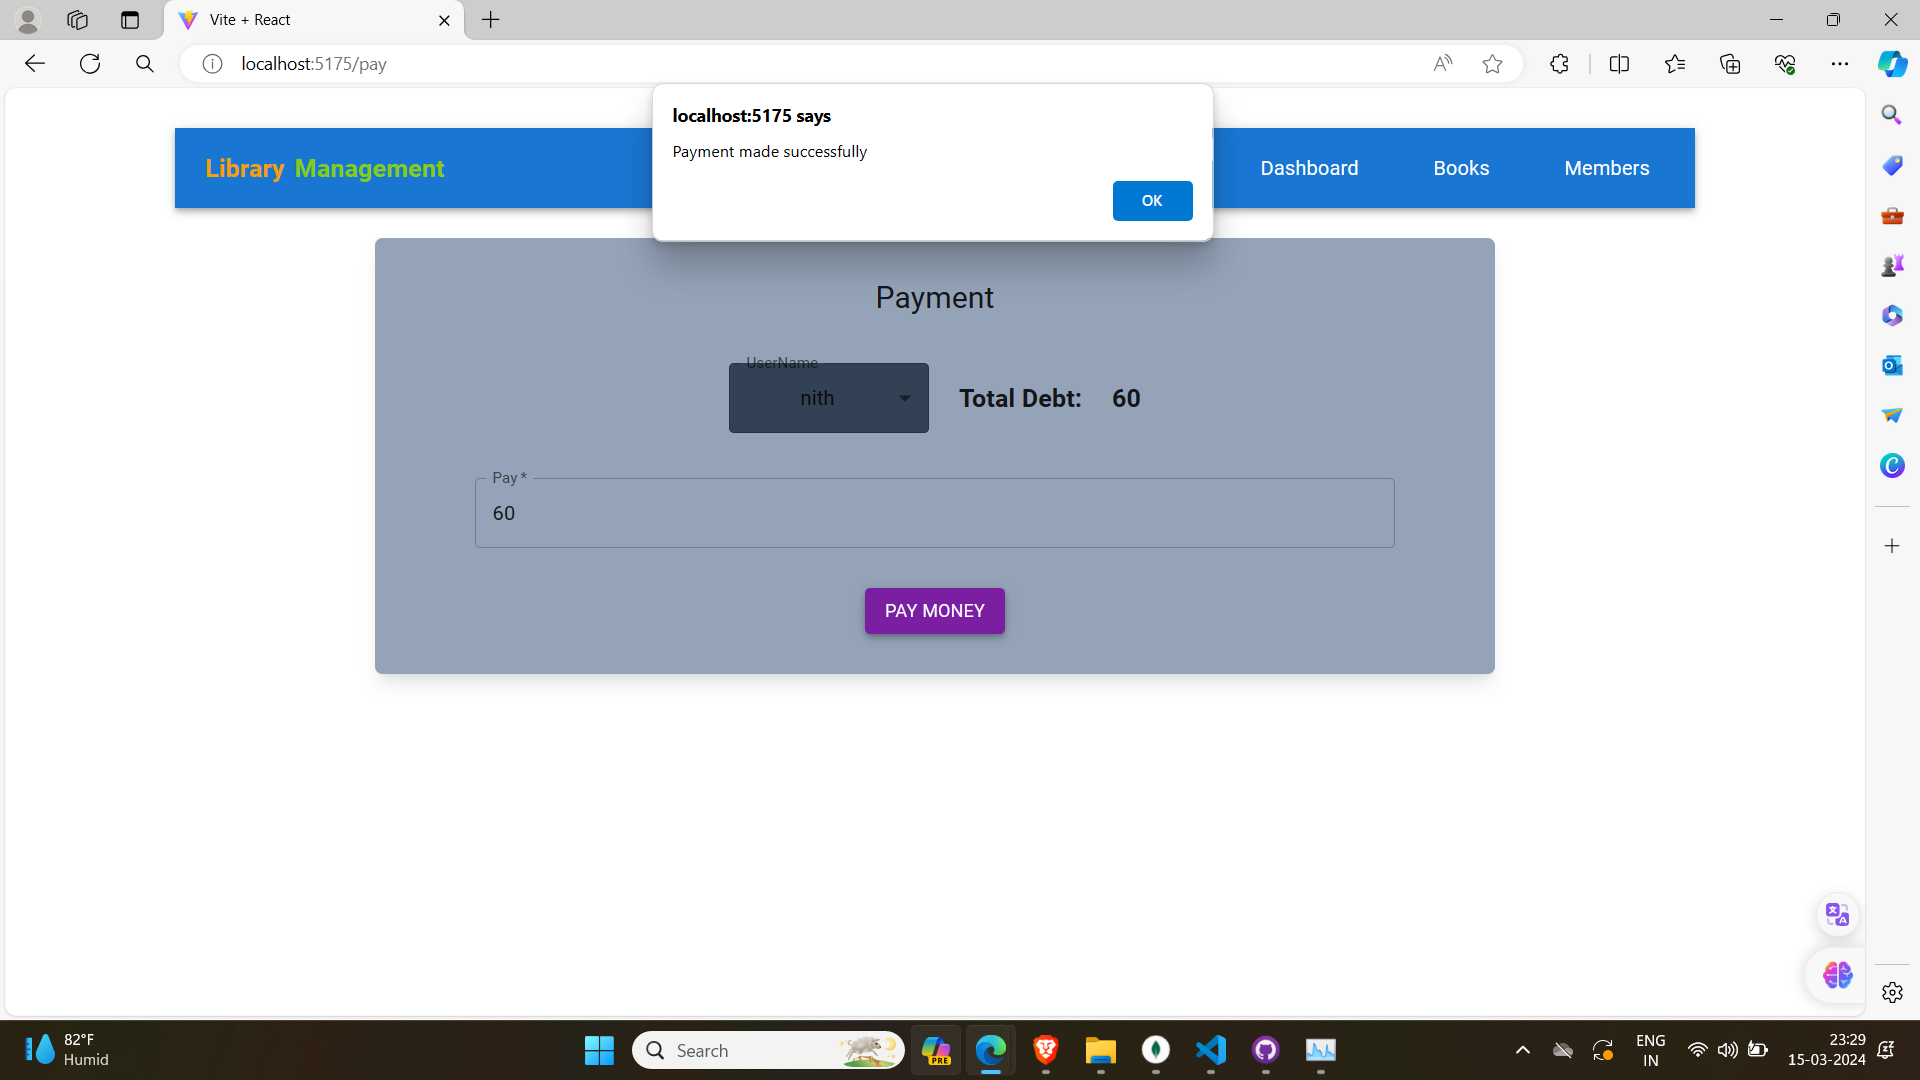 Vite + React
localhost:5175/pay
localhost:5175 says
Payment made successfully
OK
Library Management
Dashboard
Books
Members
Payment
UserName
nith
Total Debt: 60
Pay *
60
PAY MONEY
82°F
Humid
Search
PRE
ENG
IN
23:29
15-03-2024